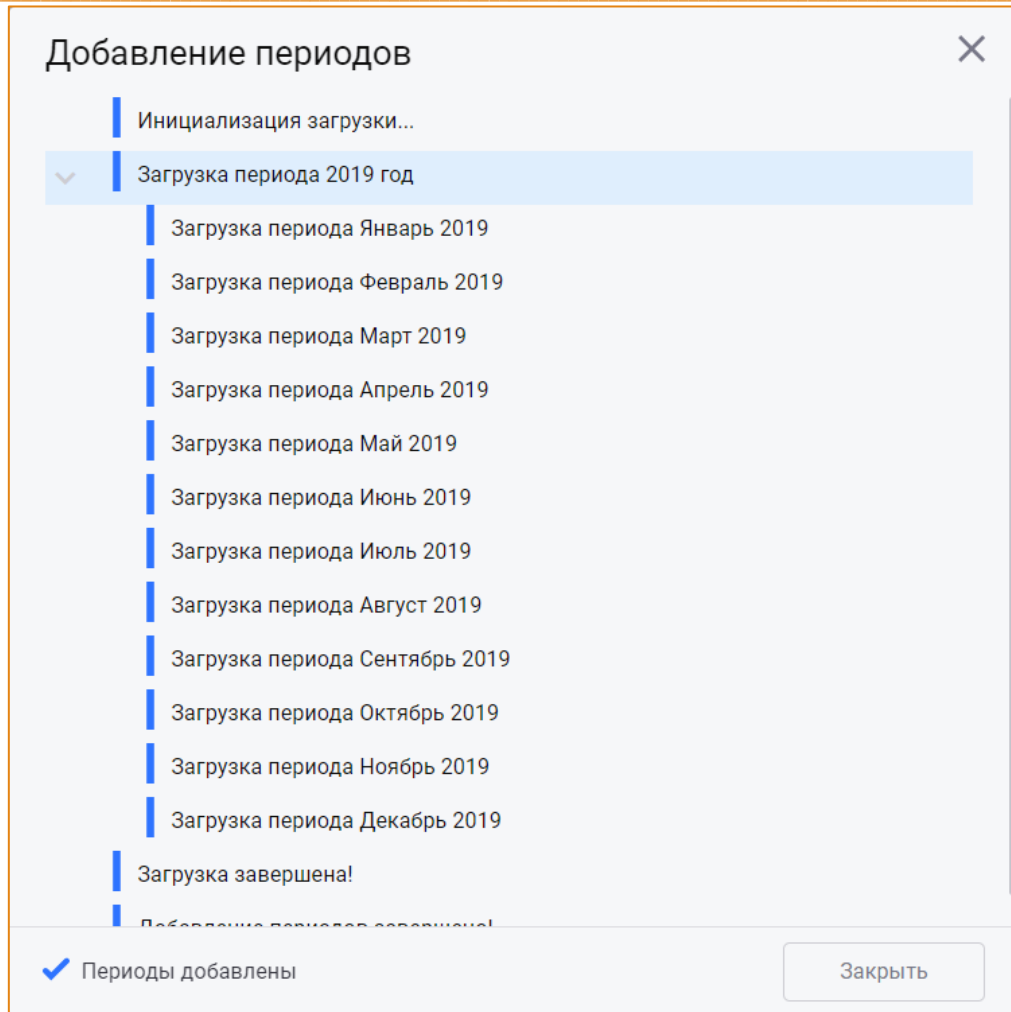 Добавление периодов
Инициализация загрузки...
Загрузка периода 2019 год
Загрузка периода Январь 2019
Загрузка периода Февраль 2019
Загрузка периода Март 2019
Загрузка периода Апрель 2019
Загрузка периода Май 2019
Загрузка периода Июнь 2019
Загрузка периода Июль 2019
Загрузка периода Август 2019
Загрузка периода Сентябрь 2019
Загрузка периода Октябрь 2019
Загрузка периода Ноябрь 2019
Загрузка периода Декабрь 2019
Загрузка завершена!
Добавление периодов завершено!
Периоды добавлены
Закрыть